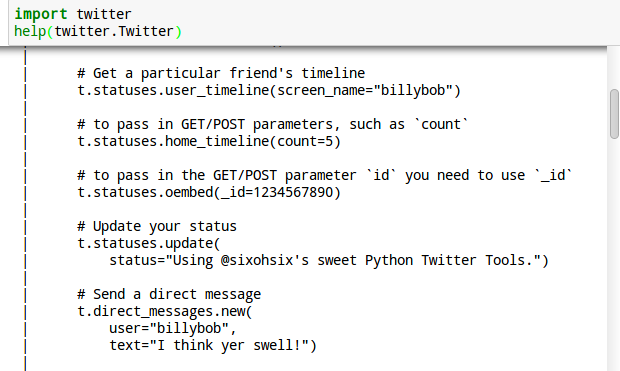 import twitter
help(twitter.Twitter)
# Get a particular friend's timeline
t.statuses.user_timeline(screen_name="billybob")
# to pass in GET/POST parameters, such as `count`
t.statuses.home_timeline(count=5)
# to pass in the GET/POST parameter `id` you need to use `_id`
t.statuses.oembed(_id=1234567890)
# Update your status
t.statuses.update(
status="Using @sixohsix's sweet Python Twitter Tools.")
# Send a direct message
t.direct_messages.new(
user="billybob",
text="I think yer swell!")